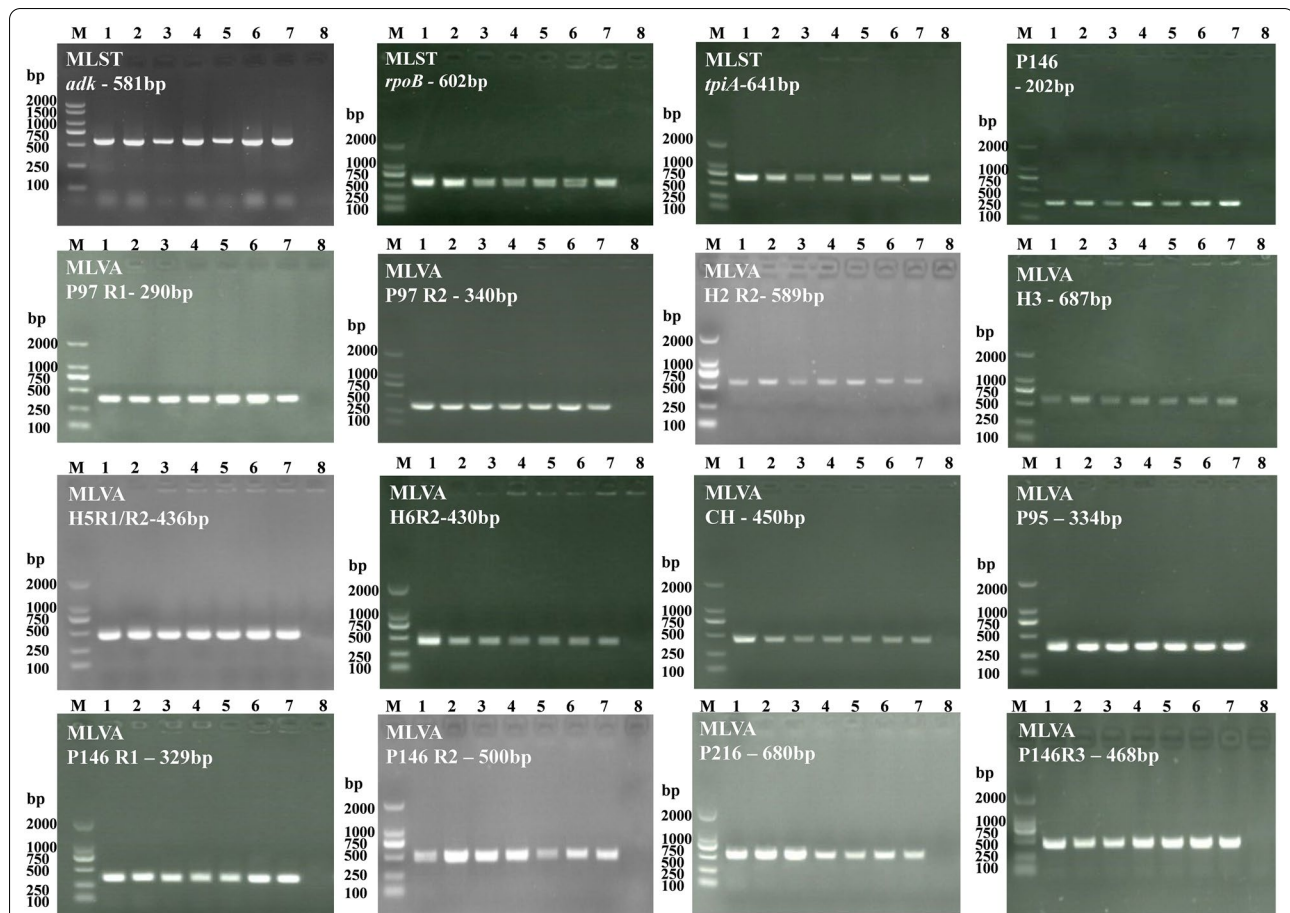 M 1 2 3 4 5 6 7 8
MLST
adk - 581bp
bp
2000
1500
1000
750
500
250
100
M 1 2 3 4 5 6 7 8
MLST
rpoB - 602bp
bp
2000
1000
750
500
250
100
M 1 2 3 4 5 6 7 8
MLST
tpiA-641bp
bp
2000
1000
750
500
250
100
M 1 2 3 4 5 6 7 8
P146
- 202bp
bp
2000
1000
750
500
250
100
M 1 2 3 4 5 6 7 8
MLVA
P97 R1- 290bp
bp
2000
1000
750
500
250
100
M 1 2 3 4 5 6 7 8
MLVA
P97 R2 - 340bp
bp
2000
1000
750
500
250
100
M 1 2 3 4 5 6 7 8
MLVA
H2 R2- 589bp
bp
2000
1000
750
500
250
100
M 1 2 3 4 5 6 7 8
MLVA
H3 - 687bp
bp
2000
1000
750
500
250
100
M 1 2 3 4 5 6 7 8
MLVA
H5R1/R2-436bp
bp
2000
1000
750
500
250
100
M 1 2 3 4 5 6 7 8
MLVA
H6R2-430bp
bp
2000
1000
750
500
250
100
M 1 2 3 4 5 6 7 8
MLVA
CH - 450bp
bp
2000
1000
750
500
250
100
M 1 2 3 4 5 6 7 8
MLVA
P95 – 334bp
bp
2000
1000
750
500
250
100
M 1 2 3 4 5 6 7 8
MLVA
P146 R1 – 329bp
bp
2000
1000
750
500
250
100
M 1 2 3 4 5 6 7 8
MLVA
P146 R2 – 500bp
bp
2000
1000
750
500
250
100
M 1 2 3 4 5 6 7 8
MLVA
P216 – 680bp
bp
2000
1000
750
500
250
100
M 1 2 3 4 5 6 7 8
MLVA
P146R3 – 468bp
bp
2000
1000
750
500
250
100